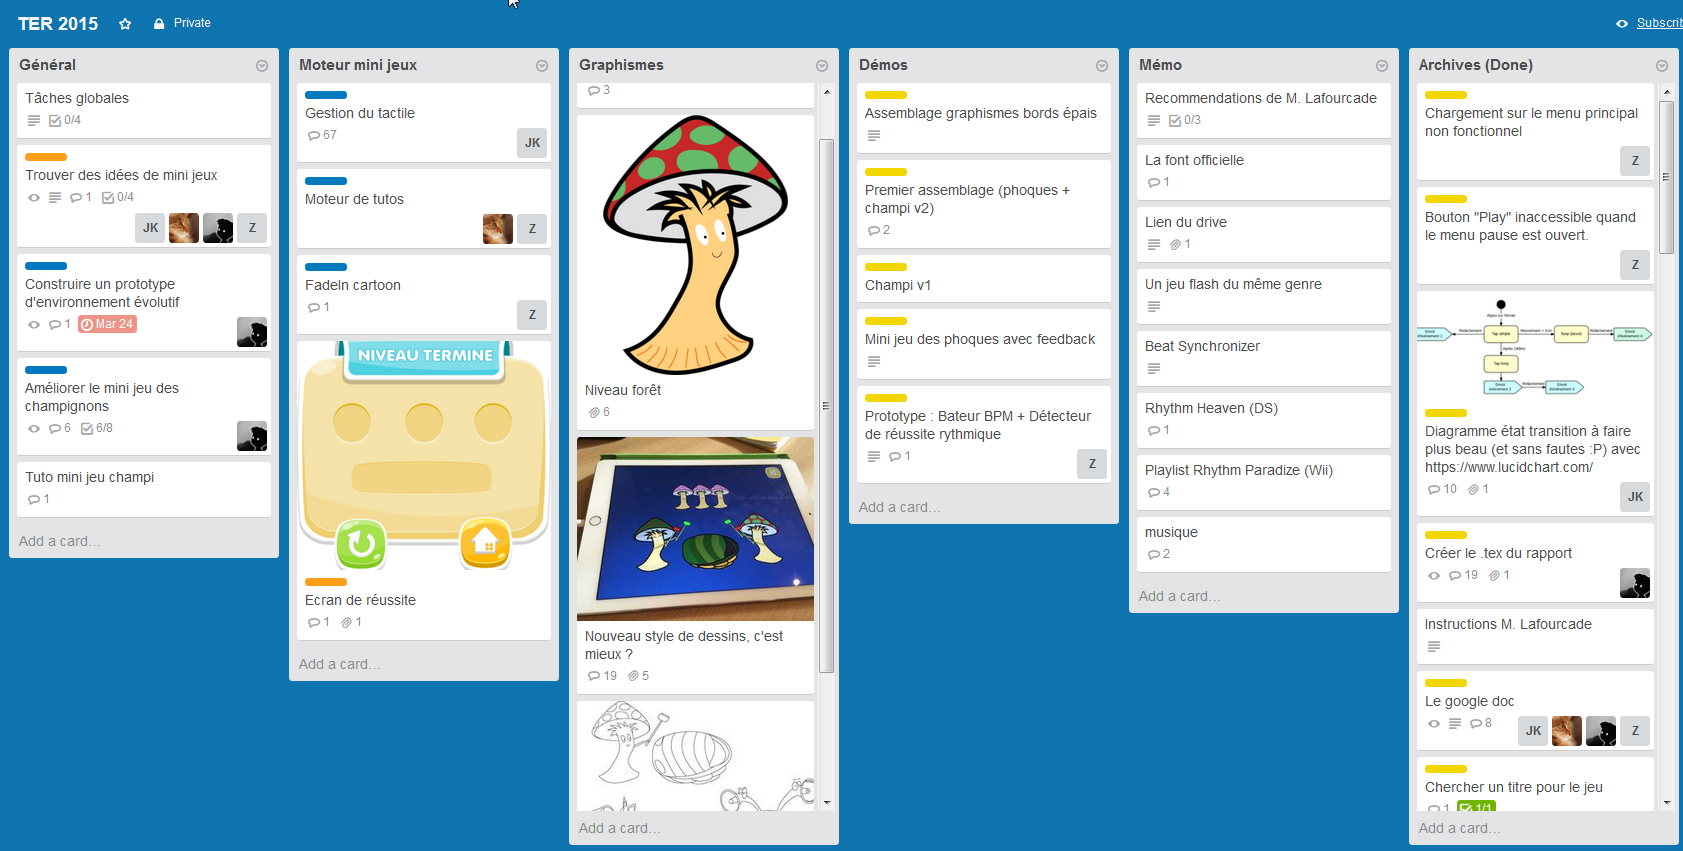 TER 2015
Private
Subscrib
Général
Tâches globales
0/4
Trouver des idées de mini jeux
1
0/4
JK
Z
Construire un prototype
d'environnement évolutif
1
Mar 24
Améliorer le mini jeu des
champignons
6
6/8
Tuto mini jeu champi
1
Add a card…
Moteur mini jeux
Gestion du tactile
67
JK
Moteur de tutos
Z
FadeIn cartoon
1
Z
NIVEAU TERMINE
Ecran de réussite
1
1
Add a card…
Graphismes
3
Niveau forêt
6
Nouveau style de dessins, c'est
mieux ?
19
5
Add a card…
Démos
Assemblage graphismes bords épais
Premier assemblage (phoques +
champi v2)
2
Champi v1
Mini jeu des phoques avec feedback
Prototype : Bateur BPM + Détecteur
de réussite rythmique
1
Z
Add a card…
Mémo
Recommendations de M. Lafourcade
0/3
La font officielle
1
Lien du drive
1
Un jeu flash du même genre
Beat Synchronizer
Rhythm Heaven (DS)
1
Playlist Rhythm Paradize (Wii)
4
musique
2
Add a card…
Archives (Done)
Chargement sur le menu principal
non fonctionnel
Z
Bouton "Play" inaccessible quand
le menu pause est ouvert.
Z
Tap simple
Tap long
Diagramme état transition à faire
plus beau (et sans fautes :P) avec
https://www.lucidchart.com/
10
1
JK
Créer le .tex du rapport
19
1
Instructions M. Lafourcade
Le google doc
8
JK
Z
Chercher un titre pour le jeu
1
1/1
Add a card…